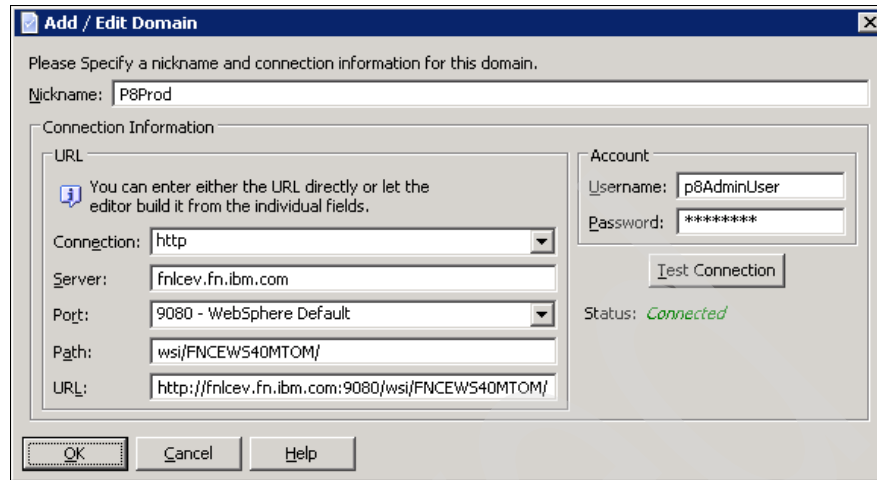 Add / Edit Domain
Please Specify a nickname and connection information for this domain.
Nickname: P8Prod
Connection Information
URL
You can enter either the URL directly or let the
editor build it from the individual fields.
Connection: http
Server: fnlcev.fn.ibm.com
Port: 9080 - WebSphere Default
Path: wsi/FNCEWS40MTOM/
URL: http://fnlcev.fn.ibm.com:9080/wsi/FNCEWS40MTOM/
Account
Username: p8AdminUser
Password: ********
Test Connection
Status: Connected
OK
Cancel
Help